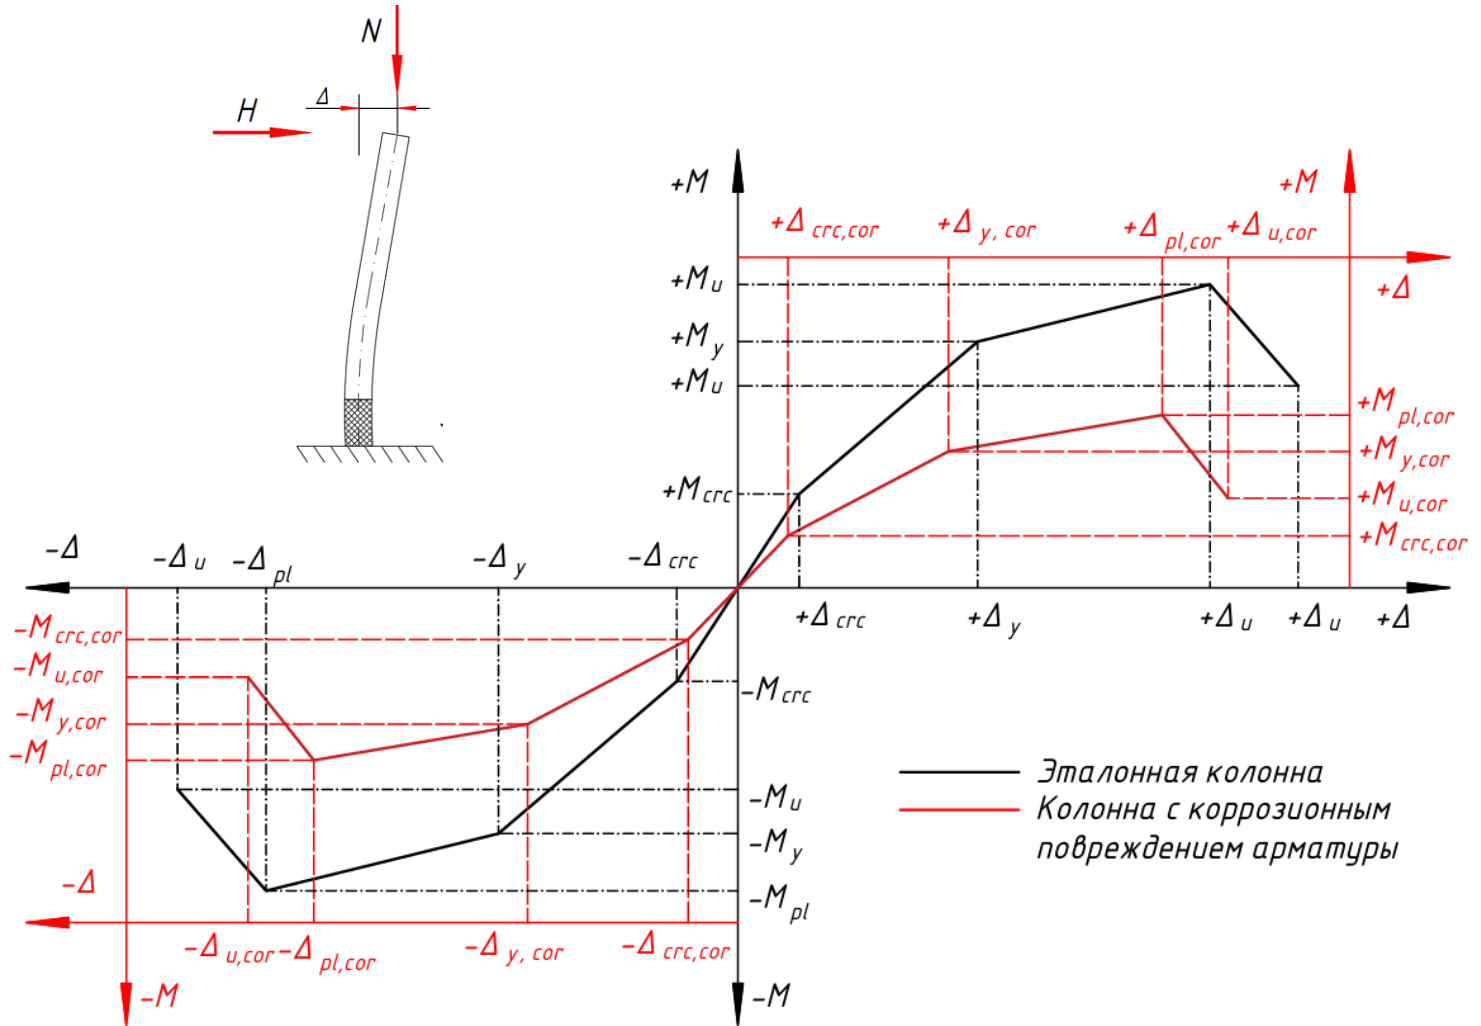 N
Δ
H
+M
+M
+Δ crc,cor
+Δ y, cor
+Δ pl,cor
+Δ u,cor
+M u
+Δ
+M y
+M u
+M pl,cor
+M y,cor
+M crc
+M u,cor
+M crc,cor
-Δ
-Δ u
-Δ pl
-Δ y
-Δ crc
+Δ crc
+Δ y
+Δ u
+Δ u
+Δ
-M crc,cor
-M u,cor
-M crc
-M y,cor
-M pl,cor
Эталонная колонна
-M u
Колонна с коррозионным
повреждением арматуры
-M y
-Δ
-M pl
-Δ u,cor
-Δ pl,cor
-Δ y, cor
-Δ crc,cor
-M
-M